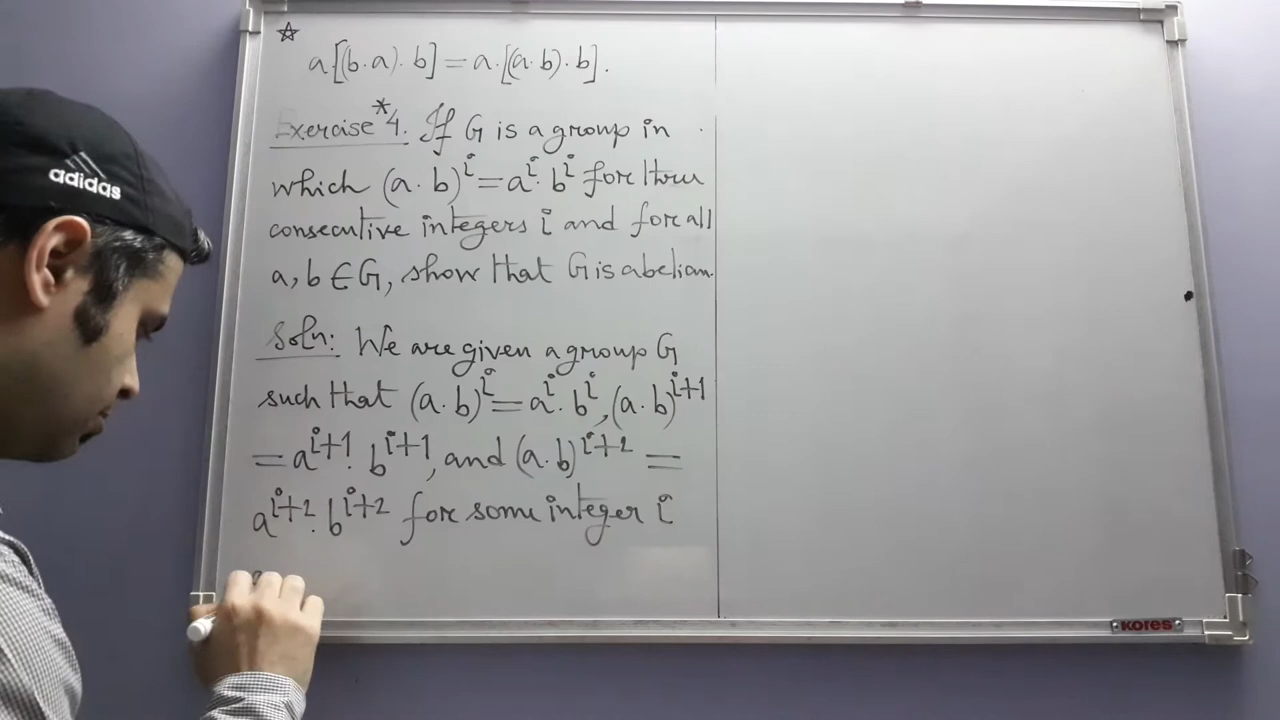 ☆
a[(b·a)·b]=a·[(a·b)·b].
Exercise*4. If G is a group in
which (a·b)^i=a^i·b^i for three
consecutive integers i and for all
a, b ∈ G, show that G is abelian.
Soln: We are given a group G
such that (a·b)^i=a^i·b^i, (a·b)^{i+1}
=a^{i+1}·b^{i+1}, and (a·b)^{i+2}=
a^{i+2}·b^{i+2} for some integer i
adidas
KORES